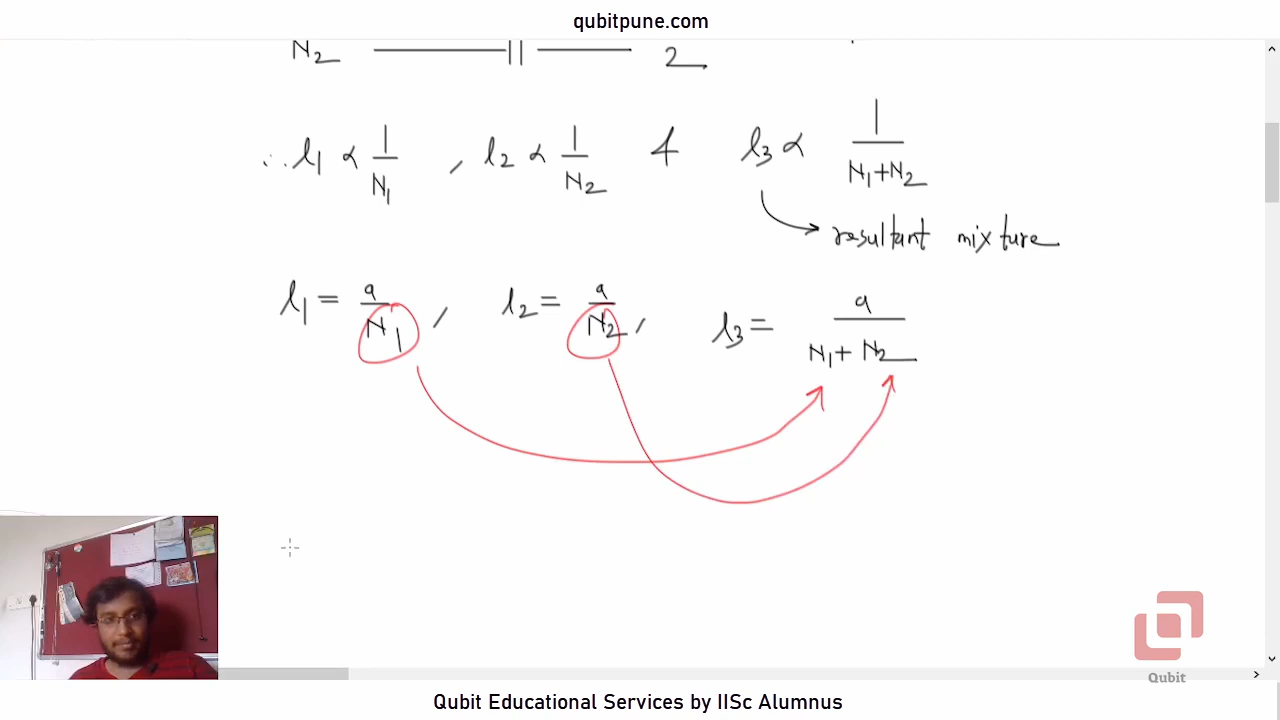 qubitpune.com
N₂ 2
∴ l₁ ∝ 1/N₁ , l₂ ∝ 1/N₂ & l₃ ∝ 1/(N₁+N₂)
resultant mixture
l₁ = a/N₁ , l₂ = a/N₂ , l₃ = a/(N₁+N₂)
Qubit
Qubit Educational Services by IISc Alumnus